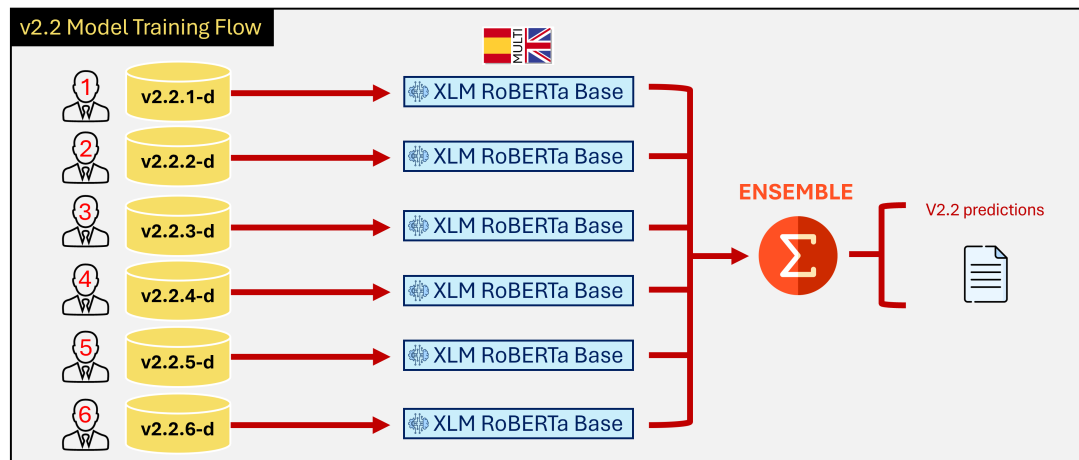 v2.2 Model Training Flow
MULTI
1
v2.2.1-d
XLM RoBERTa Base
2
v2.2.2-d
XLM RoBERTa Base
3
v2.2.3-d
XLM RoBERTa Base
4
v2.2.4-d
XLM RoBERTa Base
5
v2.2.5-d
XLM RoBERTa Base
6
v2.2.6-d
XLM RoBERTa Base
ENSEMBLE
Σ
V2.2 predictions